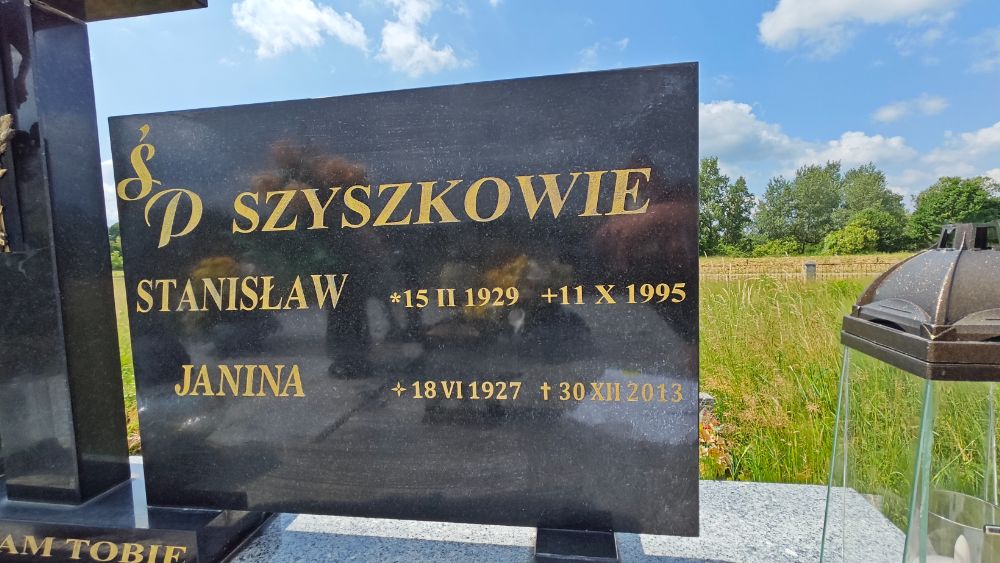 ŚP SZYSZKOWIE
STANISŁAW *15 II 1929 +11 X 1995
JANINA ✧18 VI 1927 †30 XII 2013
AM TOBIE